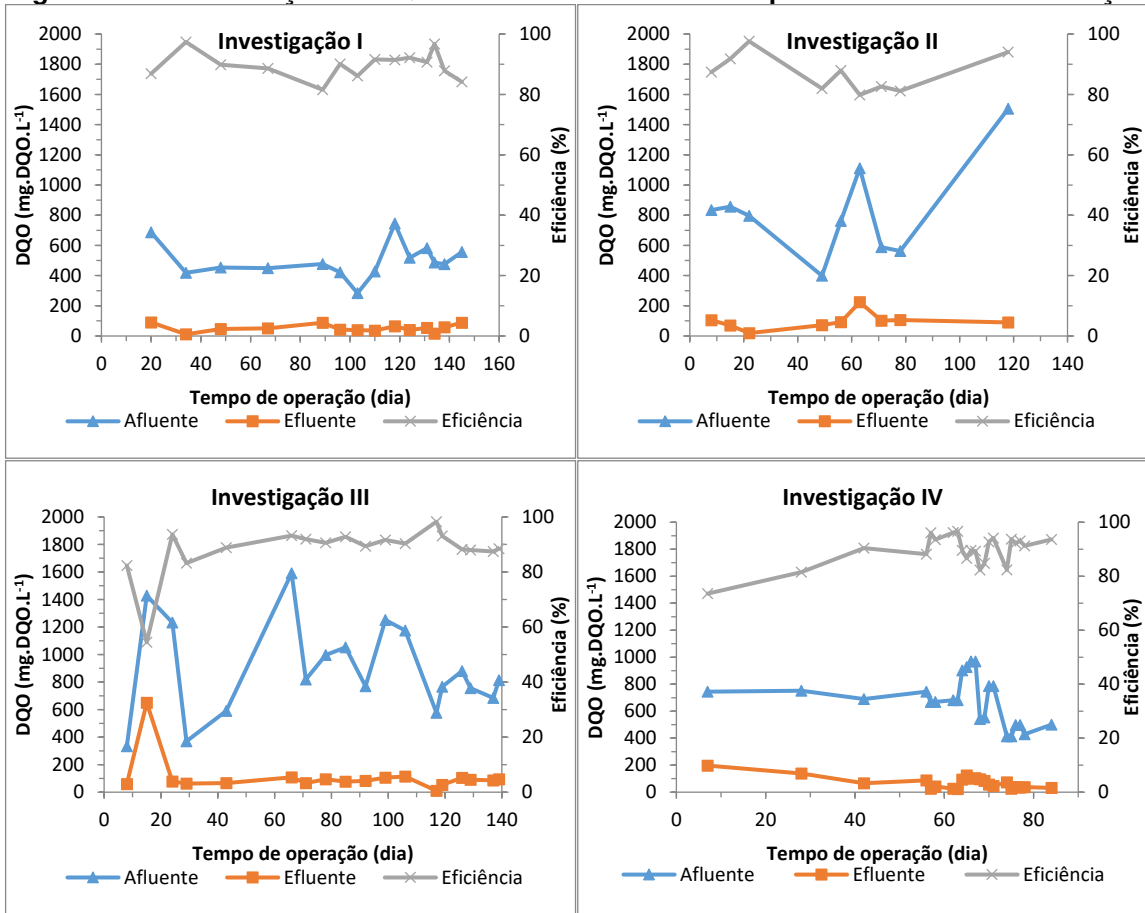 Investigação I
2000
1800
1600
1400
1200
1000
800
600
400
200
0
DQO (mg.DQO.L⁻¹)
100
80
60
40
20
0
Eficiência (%)
0 20 40 60 80 100 120 140 160
Tempo de operação (dia)
Afluente Efluente Eficiência
Investigação II
2000
1800
1600
1400
1200
1000
800
600
400
200
0
DQO (mg.DQO.L⁻¹)
100
80
60
40
20
0
Eficiência (%)
0 20 40 60 80 100 120 140
Tempo de operação (dia)
Afluente Efluente Eficiência
Investigação III
2000
1800
1600
1400
1200
1000
800
600
400
200
0
DQO (mg.DQO.L⁻¹)
100
80
60
40
20
0
Eficiência (%)
0 20 40 60 80 100 120 140
Tempo de operação (dia)
Afluente Efluente Eficiência
Investigação IV
2000
1800
1600
1400
1200
1000
800
600
400
200
0
DQO (mg.DQO.L⁻¹)
100
80
60
40
20
0
Eficiência (%)
0 20 40 60 80
Tempo de operação (dia)
Afluente Efluente Eficiência